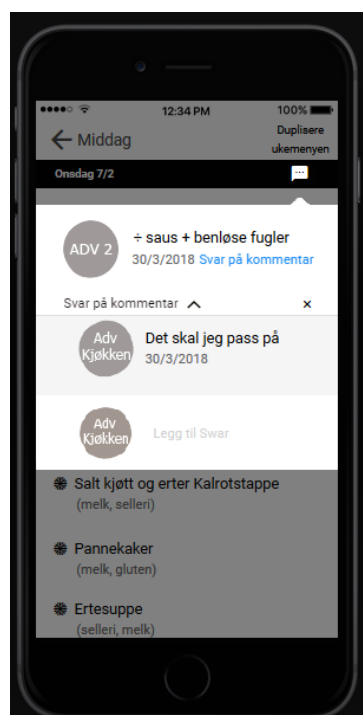 12:34 PM 100%
Middag
Duplisere
ukemenyen
Onsdag 7/2
ADV 2
÷ saus + benløse fugler
30/3/2018 Svar på kommentar
Svar på kommentar ×
Adv
Kjøkken
Det skal jeg pass på
30/3/2018
Adv
Kjøkken
Legg til Swar
Salt kjøtt og erter Kalrotstappe
(melk, selleri)
Pannekaker
(melk, gluten)
Ertesuppe
(selleri, melk)